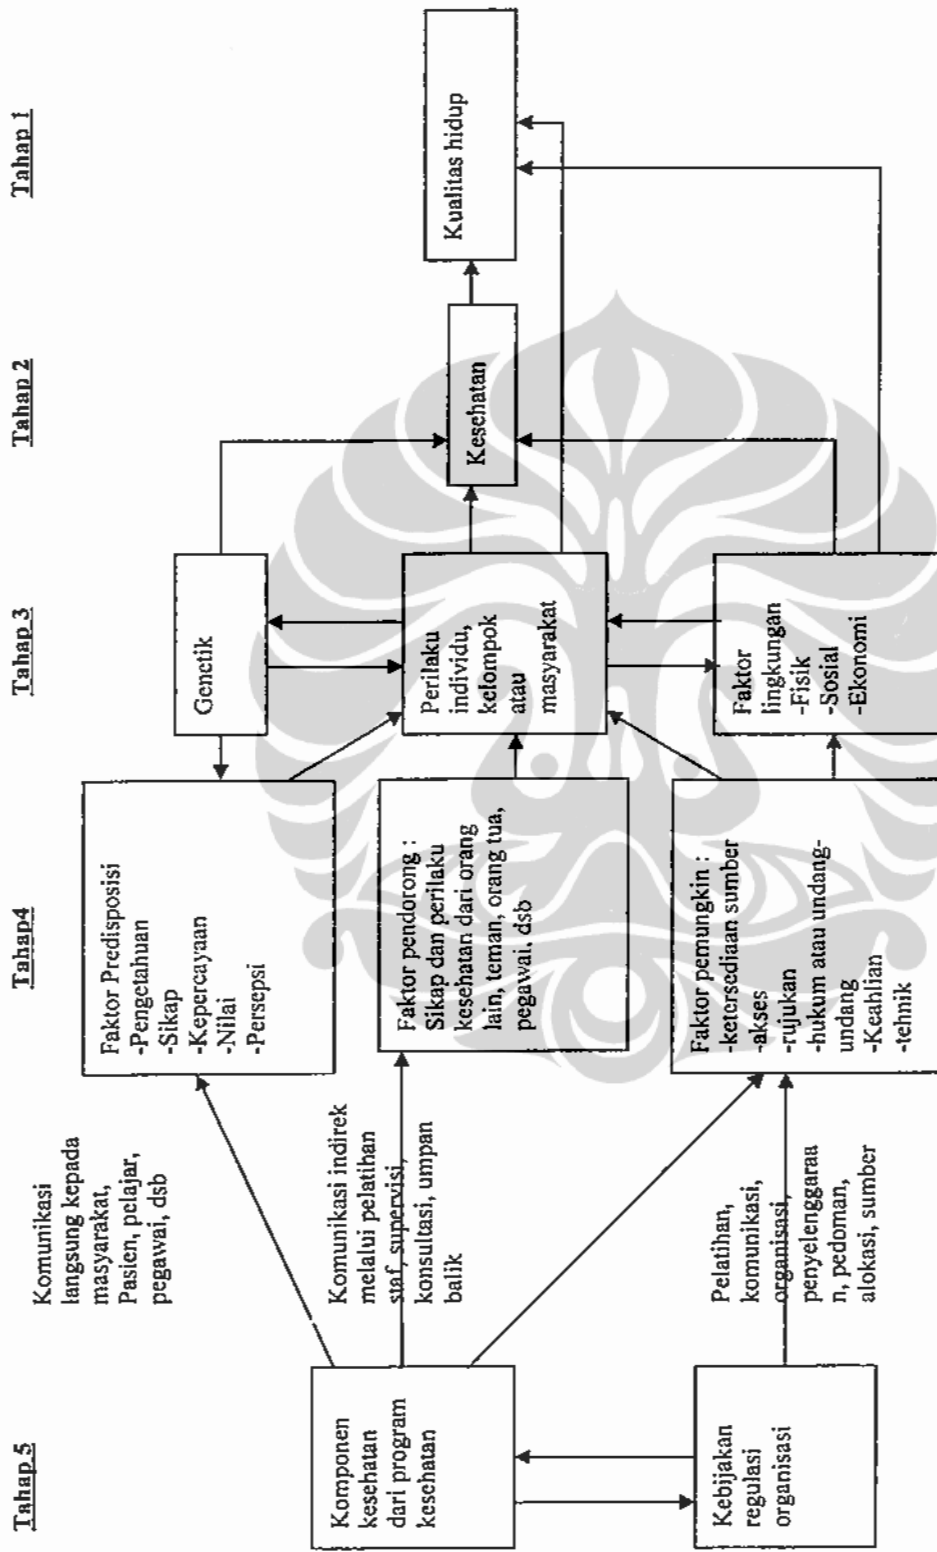 Tahap 5
Tahap4
Tahap 3
Tahap 2
Tahap 1
Komponen
kesehatan
dari program
kesehatan
Kebijakan
regulasi
organisasi
Komunikasi
langsung kepada
masyarakat,
Pasien, pelajar,
pegawai, dsb
Komunikasi indirek
melalui pelatihan
staf, supervisi,
konsultasi, umpan
balik
Pelatihan,
komunikasi,
organisasi,
penyelenggaraa
n, pedoman,
alokasi, sumber
Faktor Predisposisi
-Pengetahuan
-Sikap
-Kepercayaan
-Nilai
-Persepsi
Faktor pendorong :
Sikap dan perilaku
kesehatan dari orang
lain, teman, orang tua,
pegawai, dsb
Faktor pemungkin :
-ketersediaan sumber
-akses
-rujukan
-hukum atau undang-
undang
-Keahlian
-tehnik
Genetik
Perilaku
individu,
kelompok
atau
masyarakat
Faktor
lingkungan
-Fisik
-Sosial
-Ekonomi
Kesehatan
Kualitas hidup